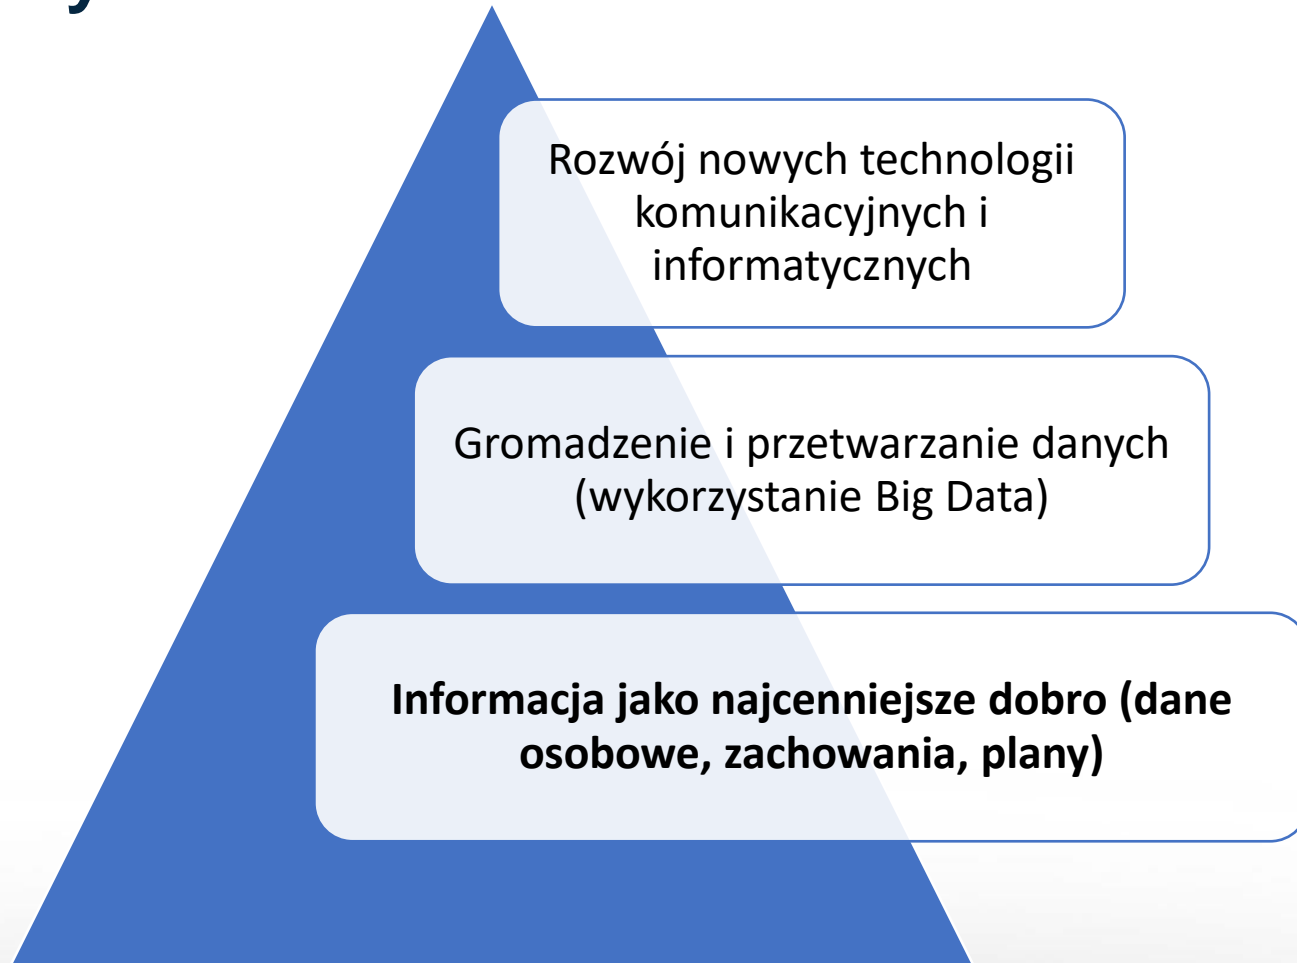 Rozwój nowych technologii
komunikacyjnych i
informatycznych
Gromadzenie i przetwarzanie danych
(wykorzystanie Big Data)
Informacja jako najcenniejsze dobro (dane
osobowe, zachowania, plany)